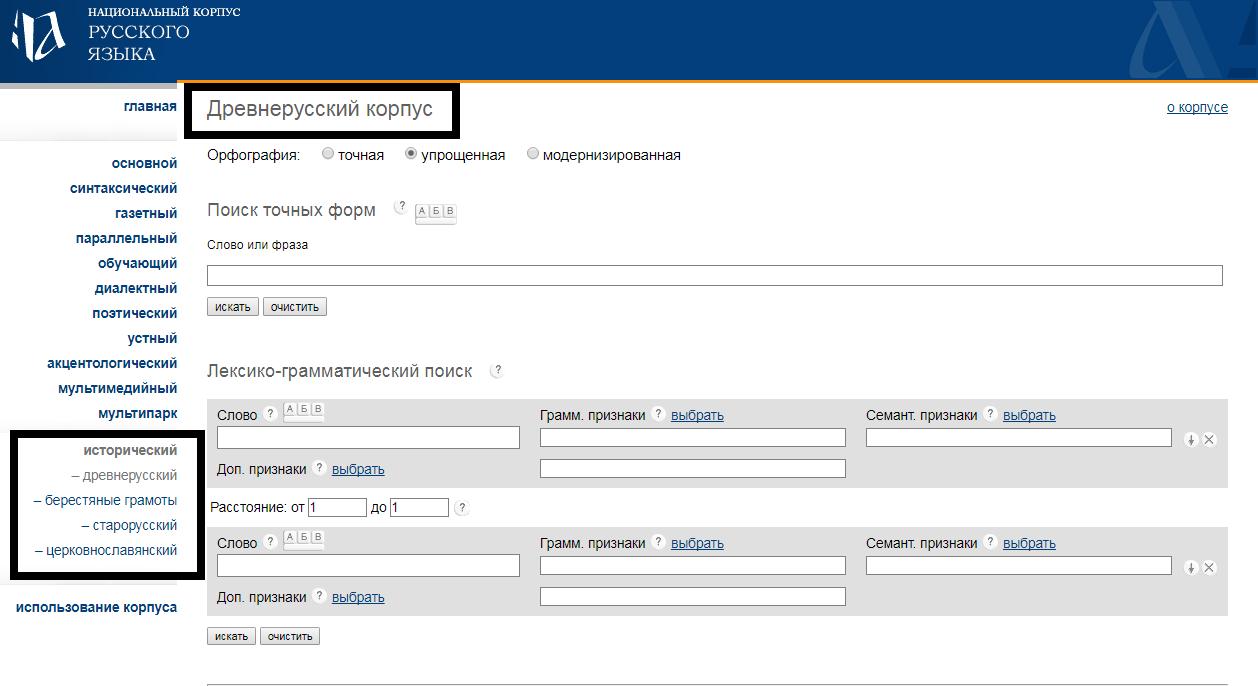 НАЦИОНАЛЬНЫЙ КОРПУС
РУССКОГО
ЯЗЫКА
главная
основной
синтаксический
газетный
параллельный
обучающий
диалектный
поэтический
устный
акцентологический
мультимедийный
мультипарк
исторический
– древнерусский
– берестяные грамоты
– старорусский
– церковнославянский
использование корпуса
Древнерусский корпус
о корпусе
Орфография: точная упрощенная модернизированная
Поиск точных форм ? А Б В
Слово или фраза
искать очистить
Лексико-грамматический поиск ?
Слово ? А Б В Грамм. признаки ? выбрать Семант. признаки ? выбрать
Доп. признаки ? выбрать
Расстояние: от 1 до 1 ?
Слово ? А Б В Грамм. признаки ? выбрать Семант. признаки ? выбрать
Доп. признаки ? выбрать
искать очистить